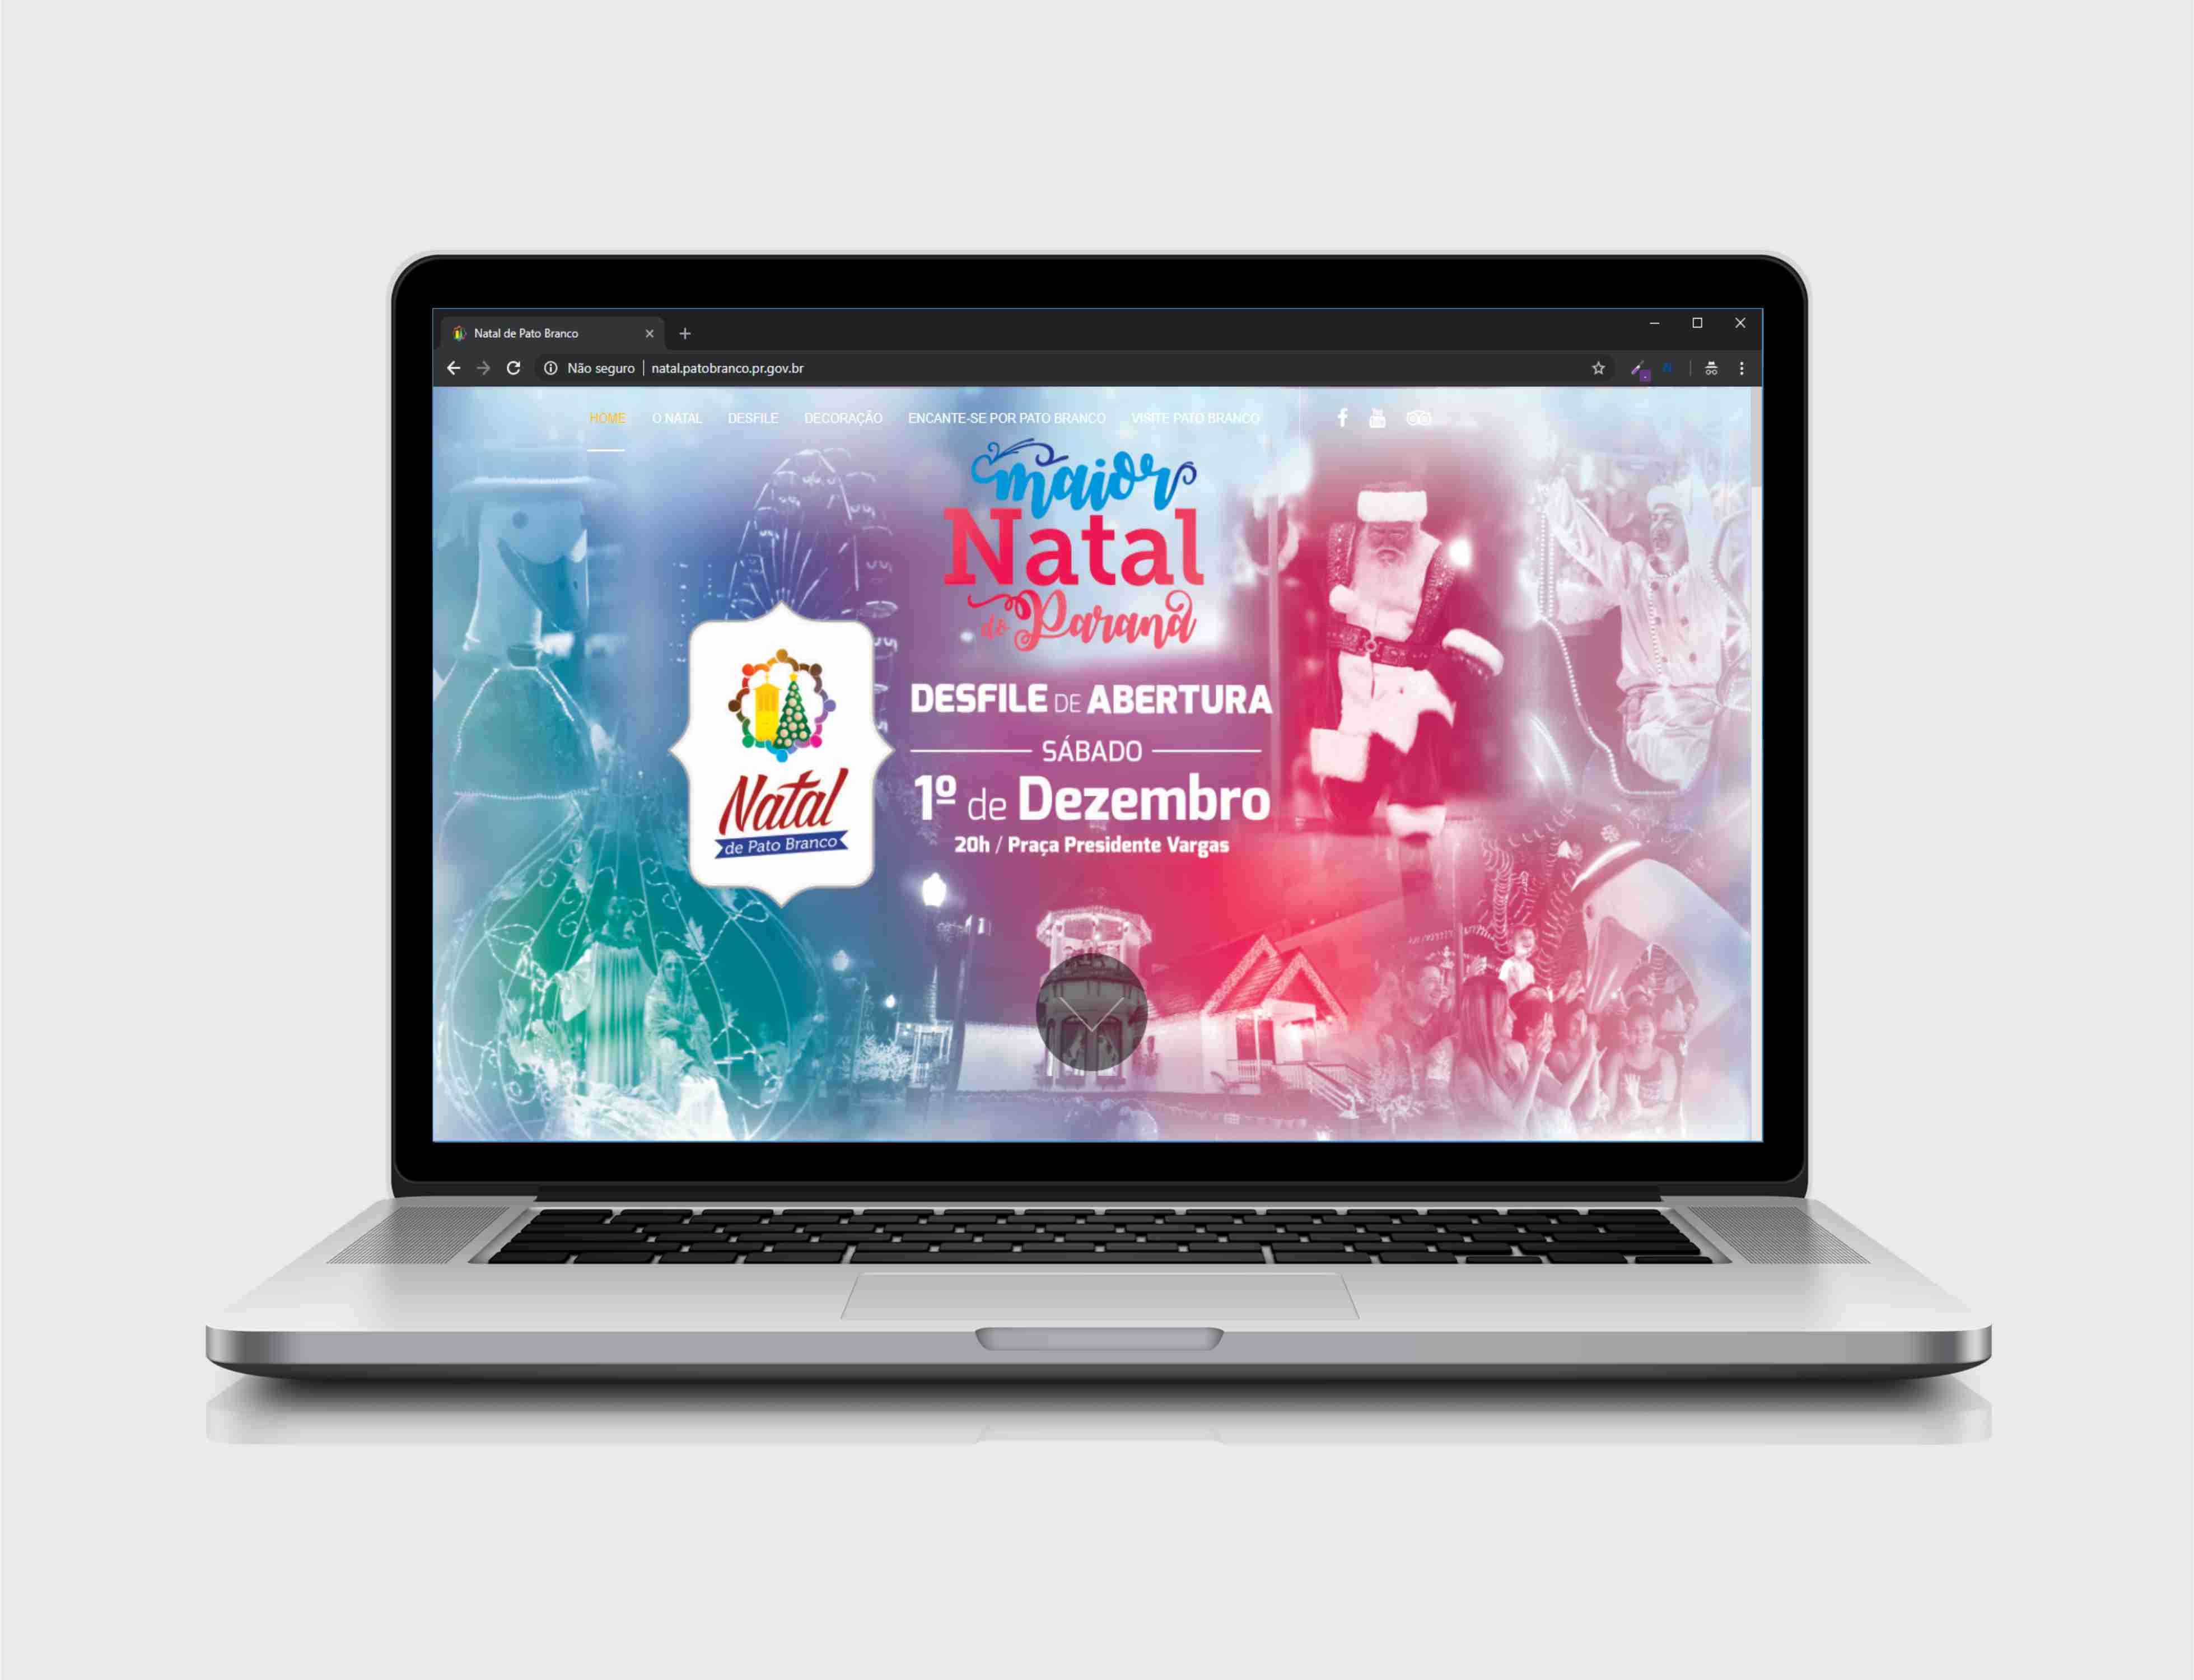 Natal de Pato Branco
Não seguro | natal.patobranco.pr.gov.br
HOME O NATAL DESFILE DECORAÇÃO ENCANTE-SE POR PATO BRANCO VISITE PATO BRANCO
maior
Natal
do Paraná
DESFILE DE ABERTURA
SÁBADO
1º de Dezembro
20h / Praça Presidente Vargas
Natal
de Pato Branco